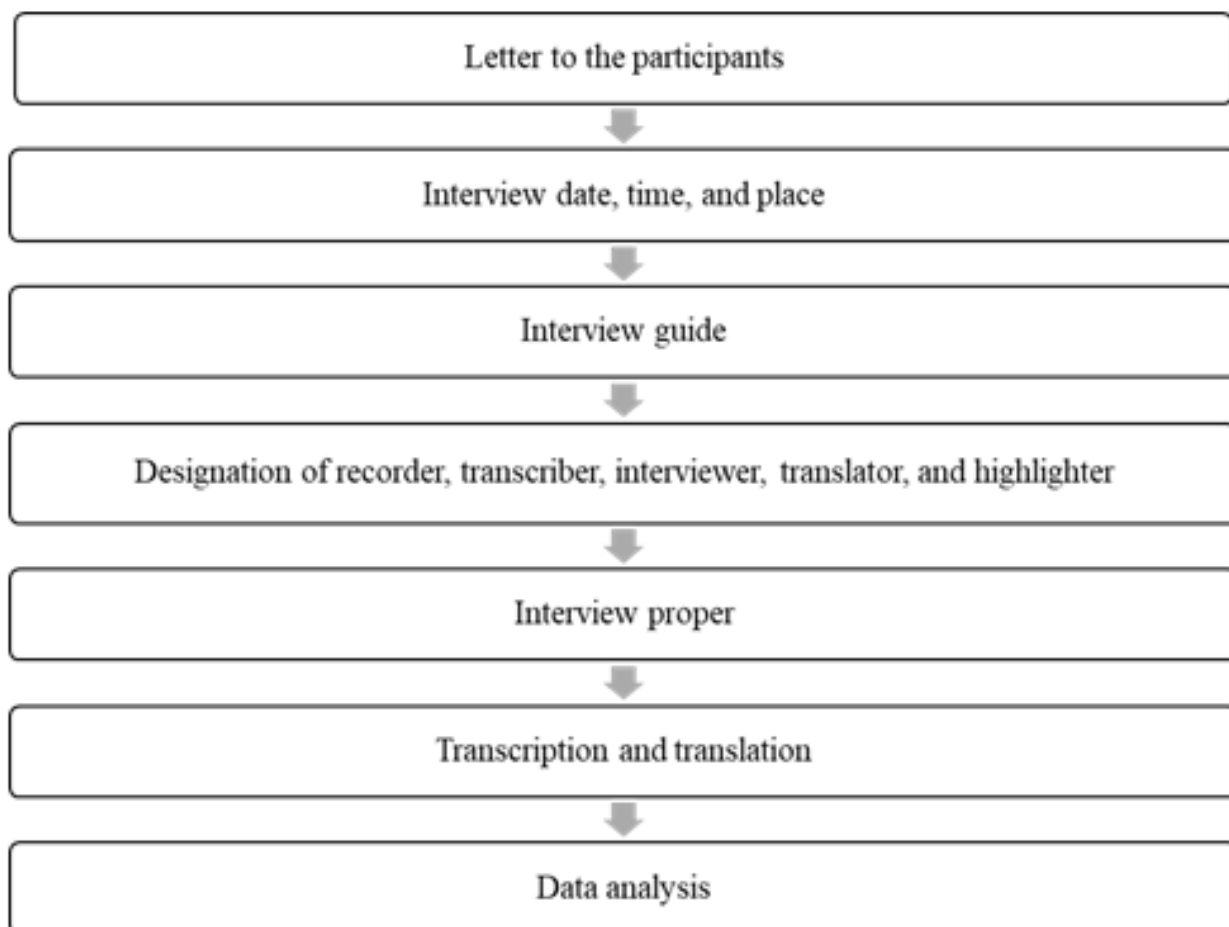 Letter to the participants
Interview date, time, and place
Interview guide
Designation of recorder, transcriber, interviewer, translator, and highlighter
Interview proper
Transcription and translation
Data analysis